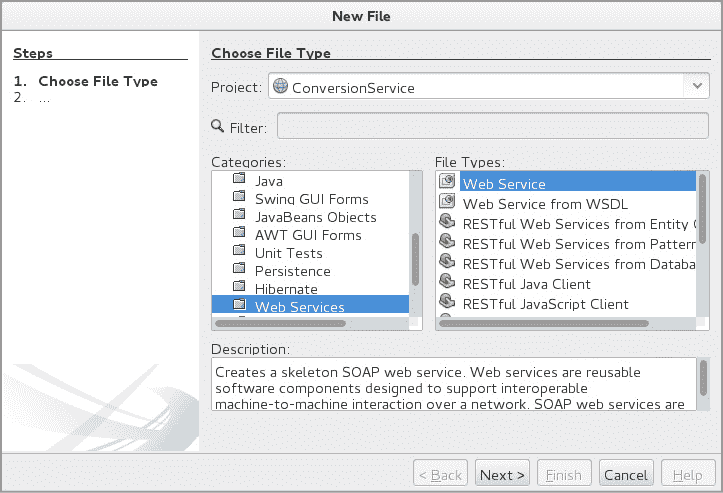 New File
Steps
1. Choose File Type
2. ...
Choose File Type
Project: ConversionService
Filter:
Categories:
Java
Swing GUI Forms
JavaBeans Objects
AWT GUI Forms
Unit Tests
Persistence
Hibernate
Web Services
File Types:
Web Service
Web Service from WSDL
RESTful Web Services from Entity
RESTful Web Services from Pattern
RESTful Web Services from Databa
RESTful Java Client
RESTful JavaScript Client
Description:
Creates a skeleton SOAP web service. Web services are reusable
software components designed to support interoperable
machine-to-machine interaction over a network. SOAP web services are
< Back Next > Finish Cancel Help